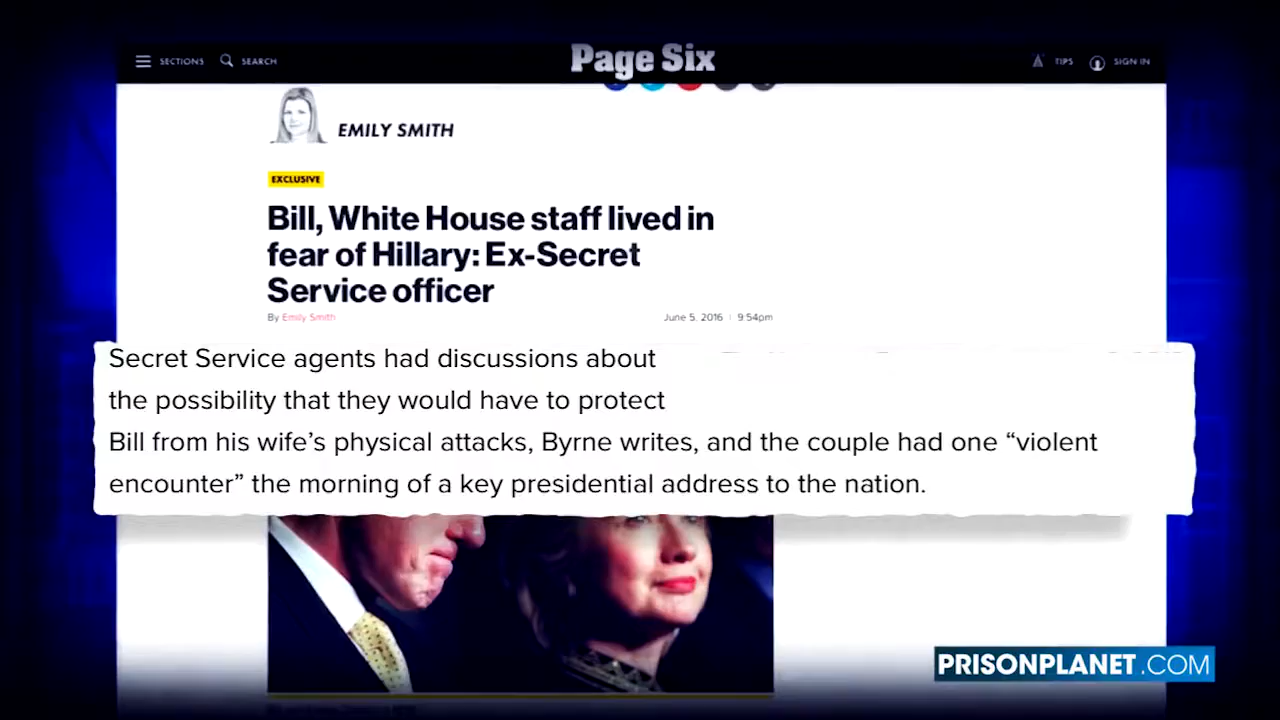 SECTIONS SEARCH Page Six TIPS SIGN IN
EMILY SMITH
EXCLUSIVE
Bill, White House staff lived in
fear of Hillary: Ex-Secret
Service officer
By Emily Smith June 5, 2016 | 9:54pm
Secret Service agents had discussions about
the possibility that they would have to protect
Bill from his wife’s physical attacks, Byrne writes, and the couple had one “violent
encounter” the morning of a key presidential address to the nation.
PRISONPLANET.COM